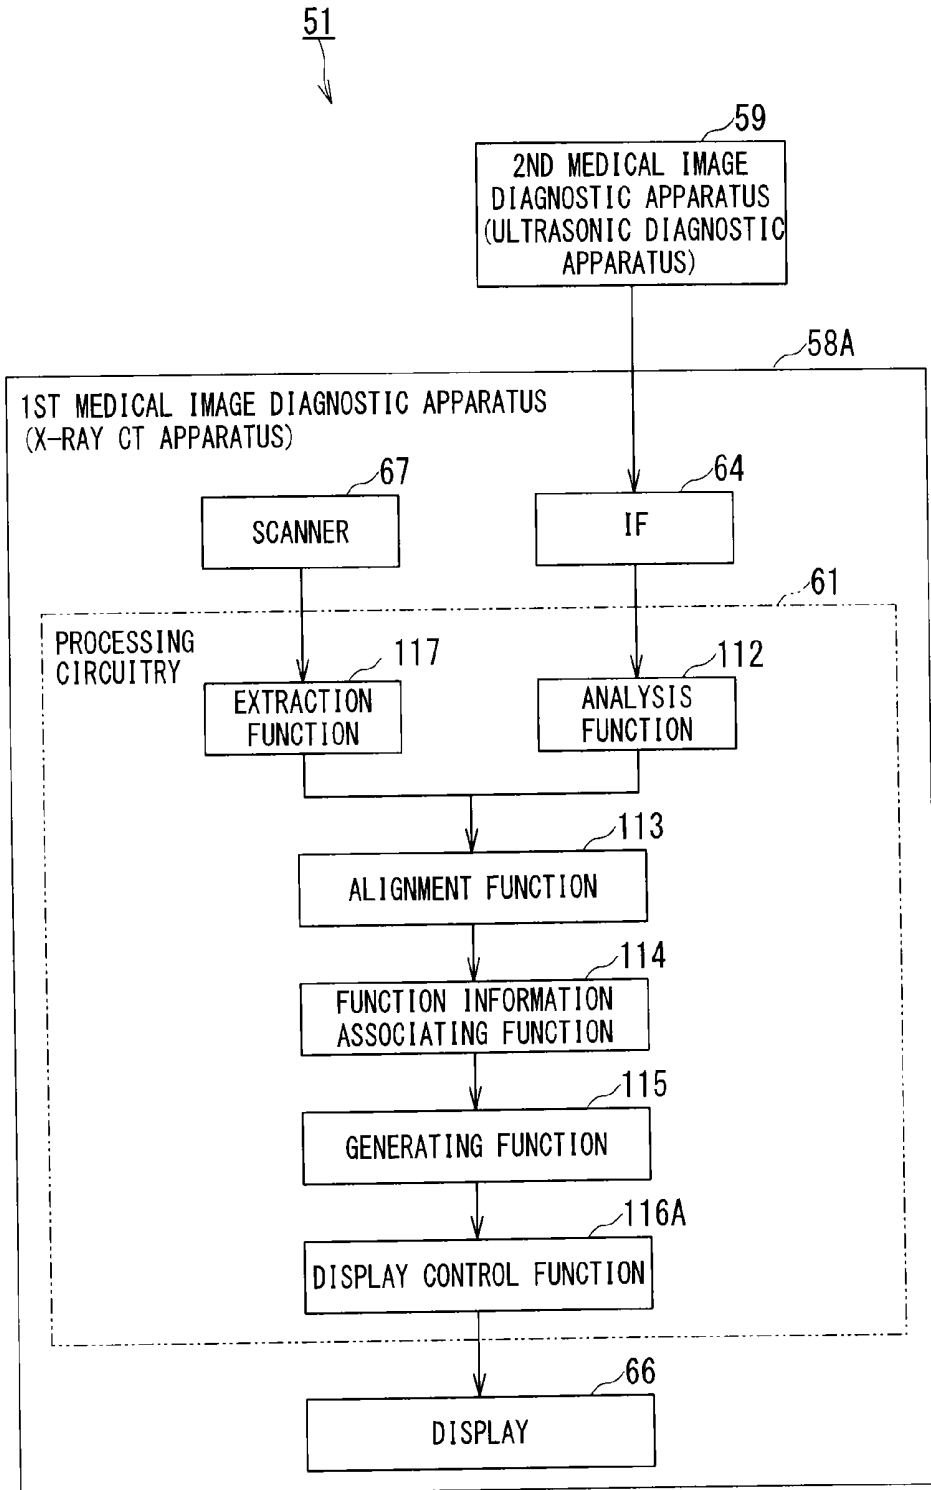 51
59
2ND MEDICAL IMAGE
DIAGNOSTIC APPARATUS
(ULTRASONIC DIAGNOSTIC
APPARATUS)
58A
1ST MEDICAL IMAGE DIAGNOSTIC APPARATUS
(X-RAY CT APPARATUS)
67
SCANNER
64
IF
61
PROCESSING
CIRCUITRY
117
EXTRACTION
FUNCTION
112
ANALYSIS
FUNCTION
113
ALIGNMENT FUNCTION
114
FUNCTION INFORMATION
ASSOCIATING FUNCTION
115
GENERATING FUNCTION
116A
DISPLAY CONTROL FUNCTION
66
DISPLAY